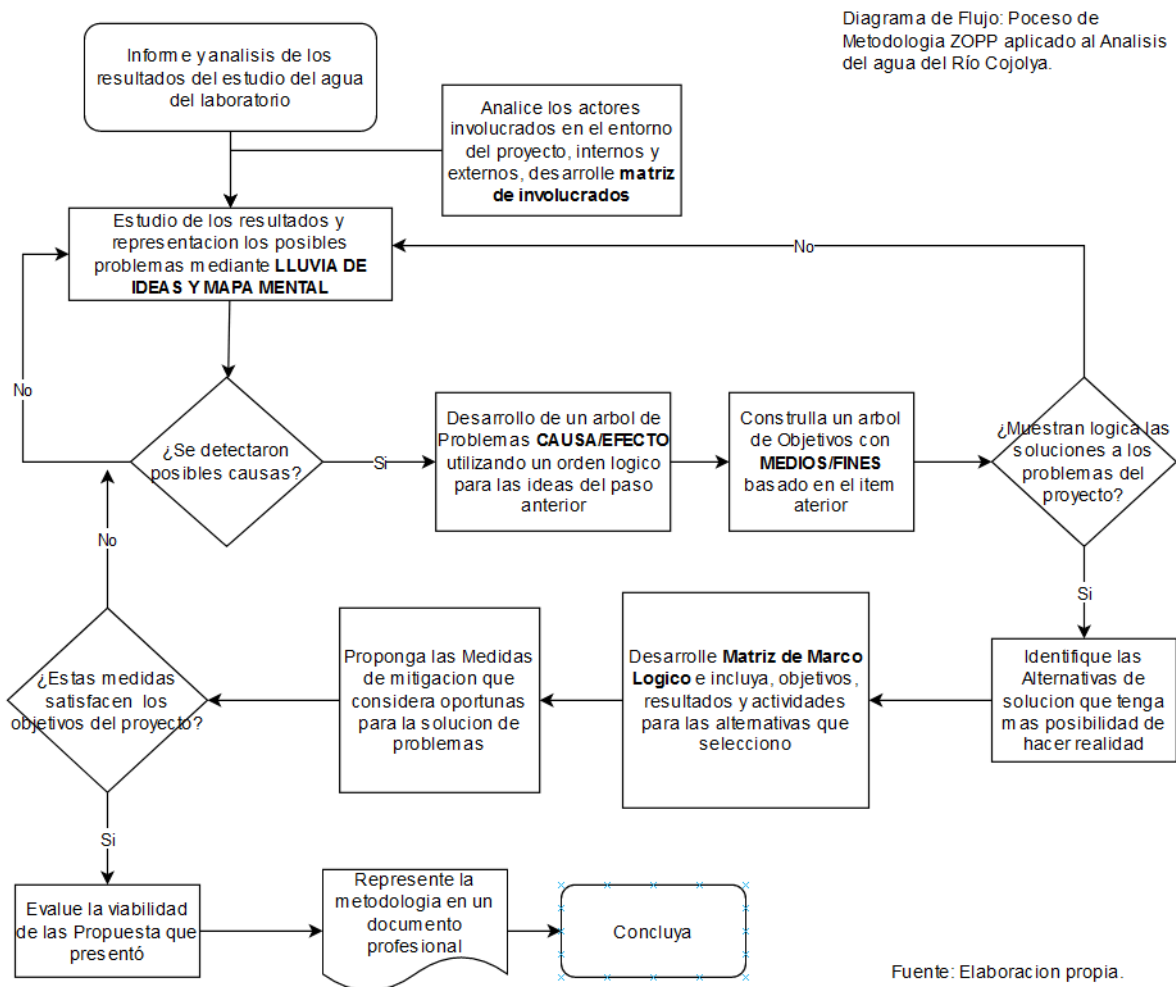 Diagrama de Flujo: Poceso de
Metodologia ZOPP aplicado al Analisis
del agua del Río Cojolya.
Informe y analisis de los
resultados del estudio del agua
del laboratorio
Analice los actores
involucrados en el entorno
del proyecto, internos y
externos, desarrolle matriz
de involucrados
Estudio de los resultados y
representacion los posibles
problemas mediante LLUVIA DE
IDEAS Y MAPA MENTAL
No
No
¿Se detectaron
posibles causas?
Si
Desarrollo de un arbol de
Problemas CAUSA/EFECTO
utilizando un orden logico
para las ideas del paso
anterior
Construlla un arbol
de Objetivos con
MEDIOS/FINES
basado en el item
aterior
¿Muestran logica las
soluciones a los
problemas del
proyecto?
Si
Identifique las
Alternativas de
solucion que tenga
mas posibilidad de
hacer realidad
Desarrolle Matriz de Marco
Logico e incluya, objetivos,
resultados y actividades
para las alternativas que
selecciono
Proponga las Medidas
de mitigacion que
considera oportunas
para la solucion de
problemas
¿Estas medidas
satisfacen los
objetivos del proyecto?
No
Si
Evalue la viabilidad
de las Propuesta que
presentó
Represente la
metodologia en un
documento
profesional
Concluya
Fuente: Elaboracion propia.